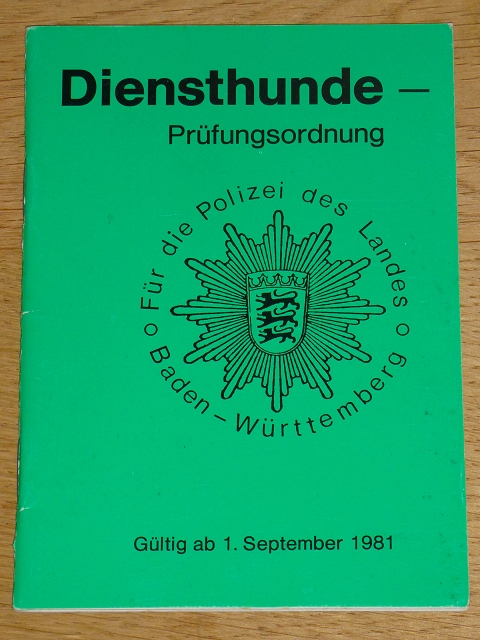 Diensthunde –
Prüfungsordnung
Für die Polizei des Landes
Baden–Württemberg
Gültig ab 1. September 1981